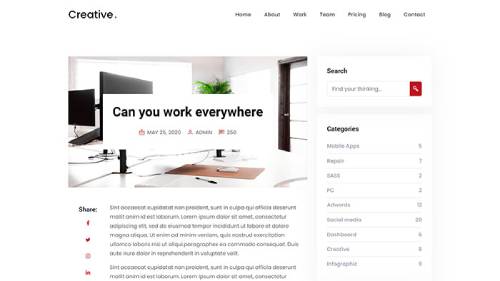 Creative.
Home About Work Team Pricing Blog Contact
Can you work everywhere
MAY 25, 2020 ADMIN 250
Share:
Sint occaecat cupidatat non proident, sunt in culpa qui officia deserunt
mollit anim id est laborum. Lorem ipsum dolor sit amet, consectetur
adipiscing elit, sed do eiusmod tempor incididunt ut labore et dolore
magna aliqua. Ut enim ad minim veniam, quis nostrud exercitation
ullamco laboris nisi ut aliquip
commodo consequat. Duis
aute irure dolor in reprehenderit in voluptate velit.
Sint occaecat cupidatat non proident, sunt in culpa qui officia deserunt
mollit anim id est laborum. Lorem ipsum dolor sit amet, consectetur
Search
Find your thinking...
Categories
Mobile Apps 5
Repair 7
SASS 2
PC 2
Adwords 12
Social media 20
Dashboard 6
Creative 8
Infographic 9